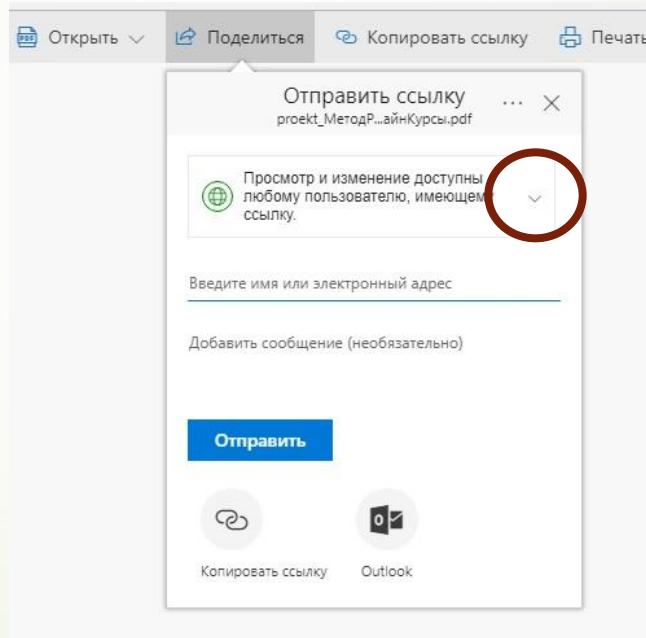 Открыть Поделиться Копировать ссылку Печать
Отправить ссылку
proekt_МетодР...айнКурсы.pdf
Просмотр и изменение доступны
любому пользователю, имеющему
ссылку.
Введите имя или электронный адрес
Добавить сообщение (необязательно)
Отправить
Копировать ссылку Outlook